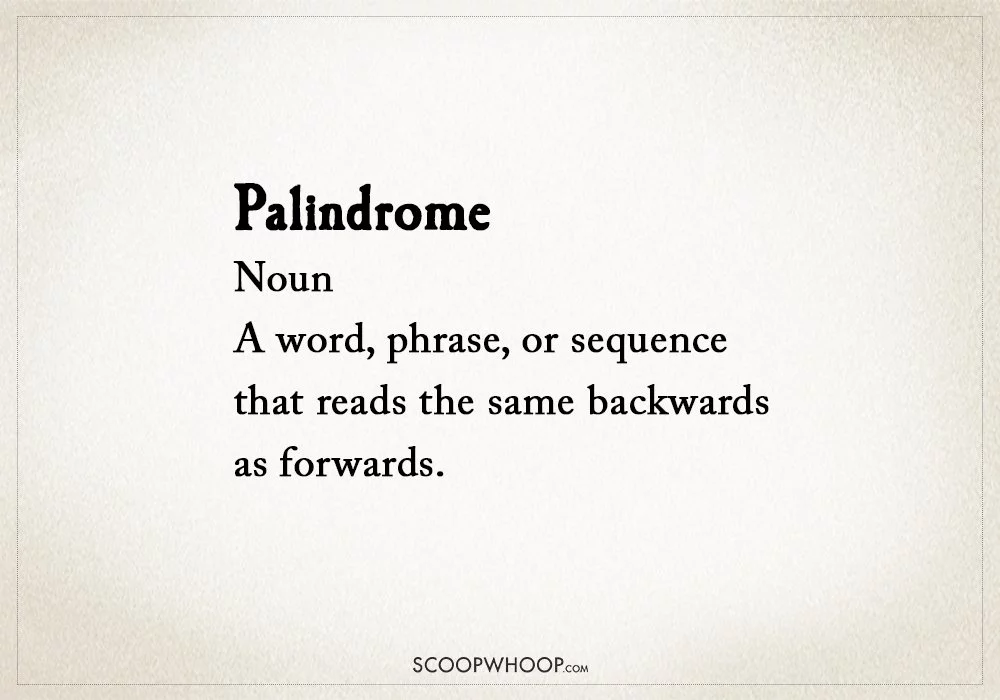 Palindrome
Noun
A word, phrase, or sequence
that reads the same backwards
as forwards.
SCOOPWHOOP.COM